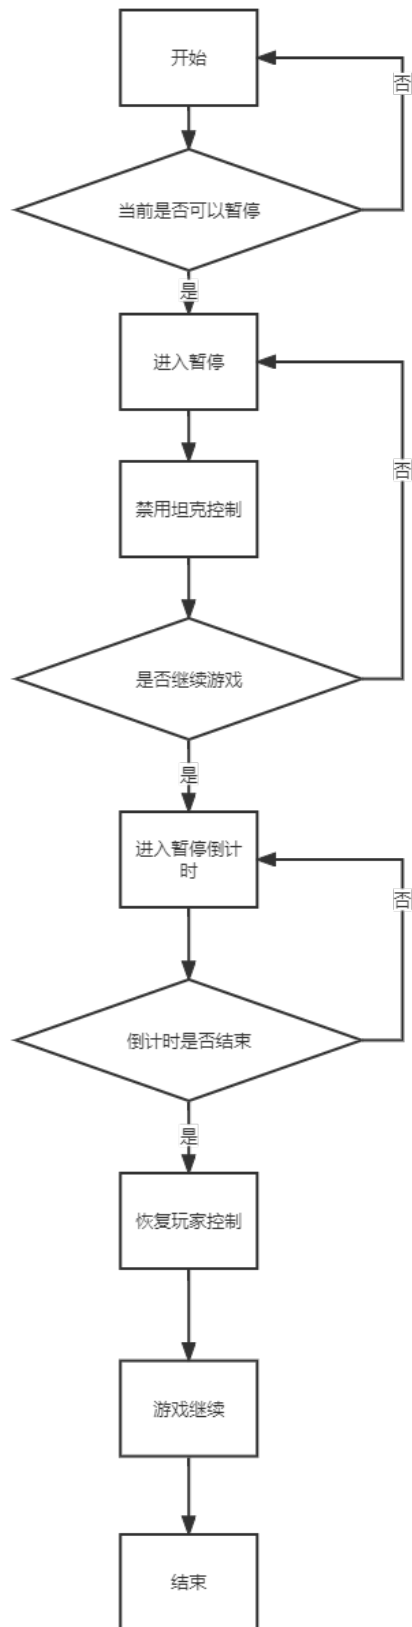 开始
否
当前是否可以暂停
是
进入暂停
否
禁用坦克控制
是否继续游戏
是
进入暂停倒计
时
否
倒计时是否结束
是
恢复玩家控制
游戏继续
结束